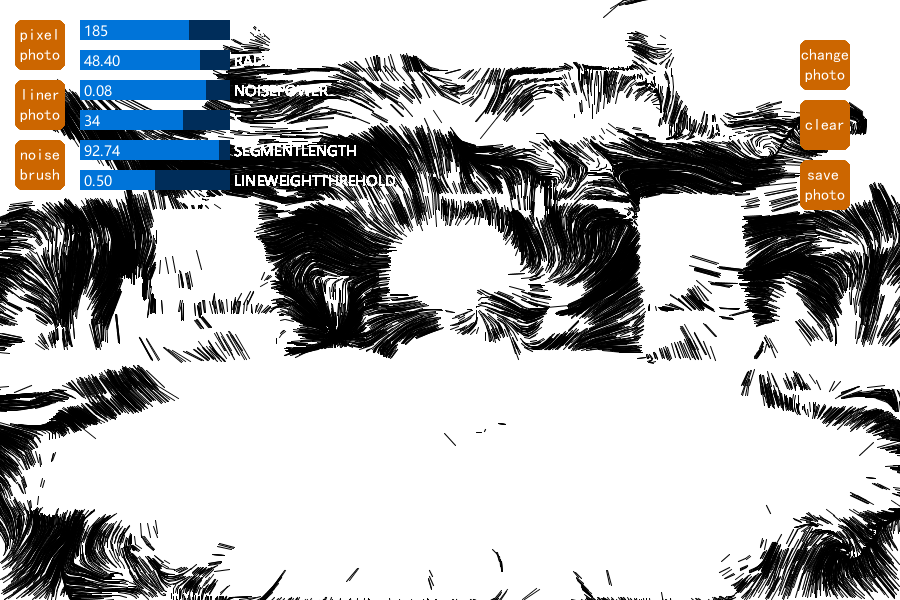 pixel
photo
185
48.40
RAD
liner
photo
0.08
NOISEPOWER
34
noise
brush
92.74
SEGMENTLENGTH
0.50
LINEWEIGHTTHREHOLD
change
photo
clear
save
photo